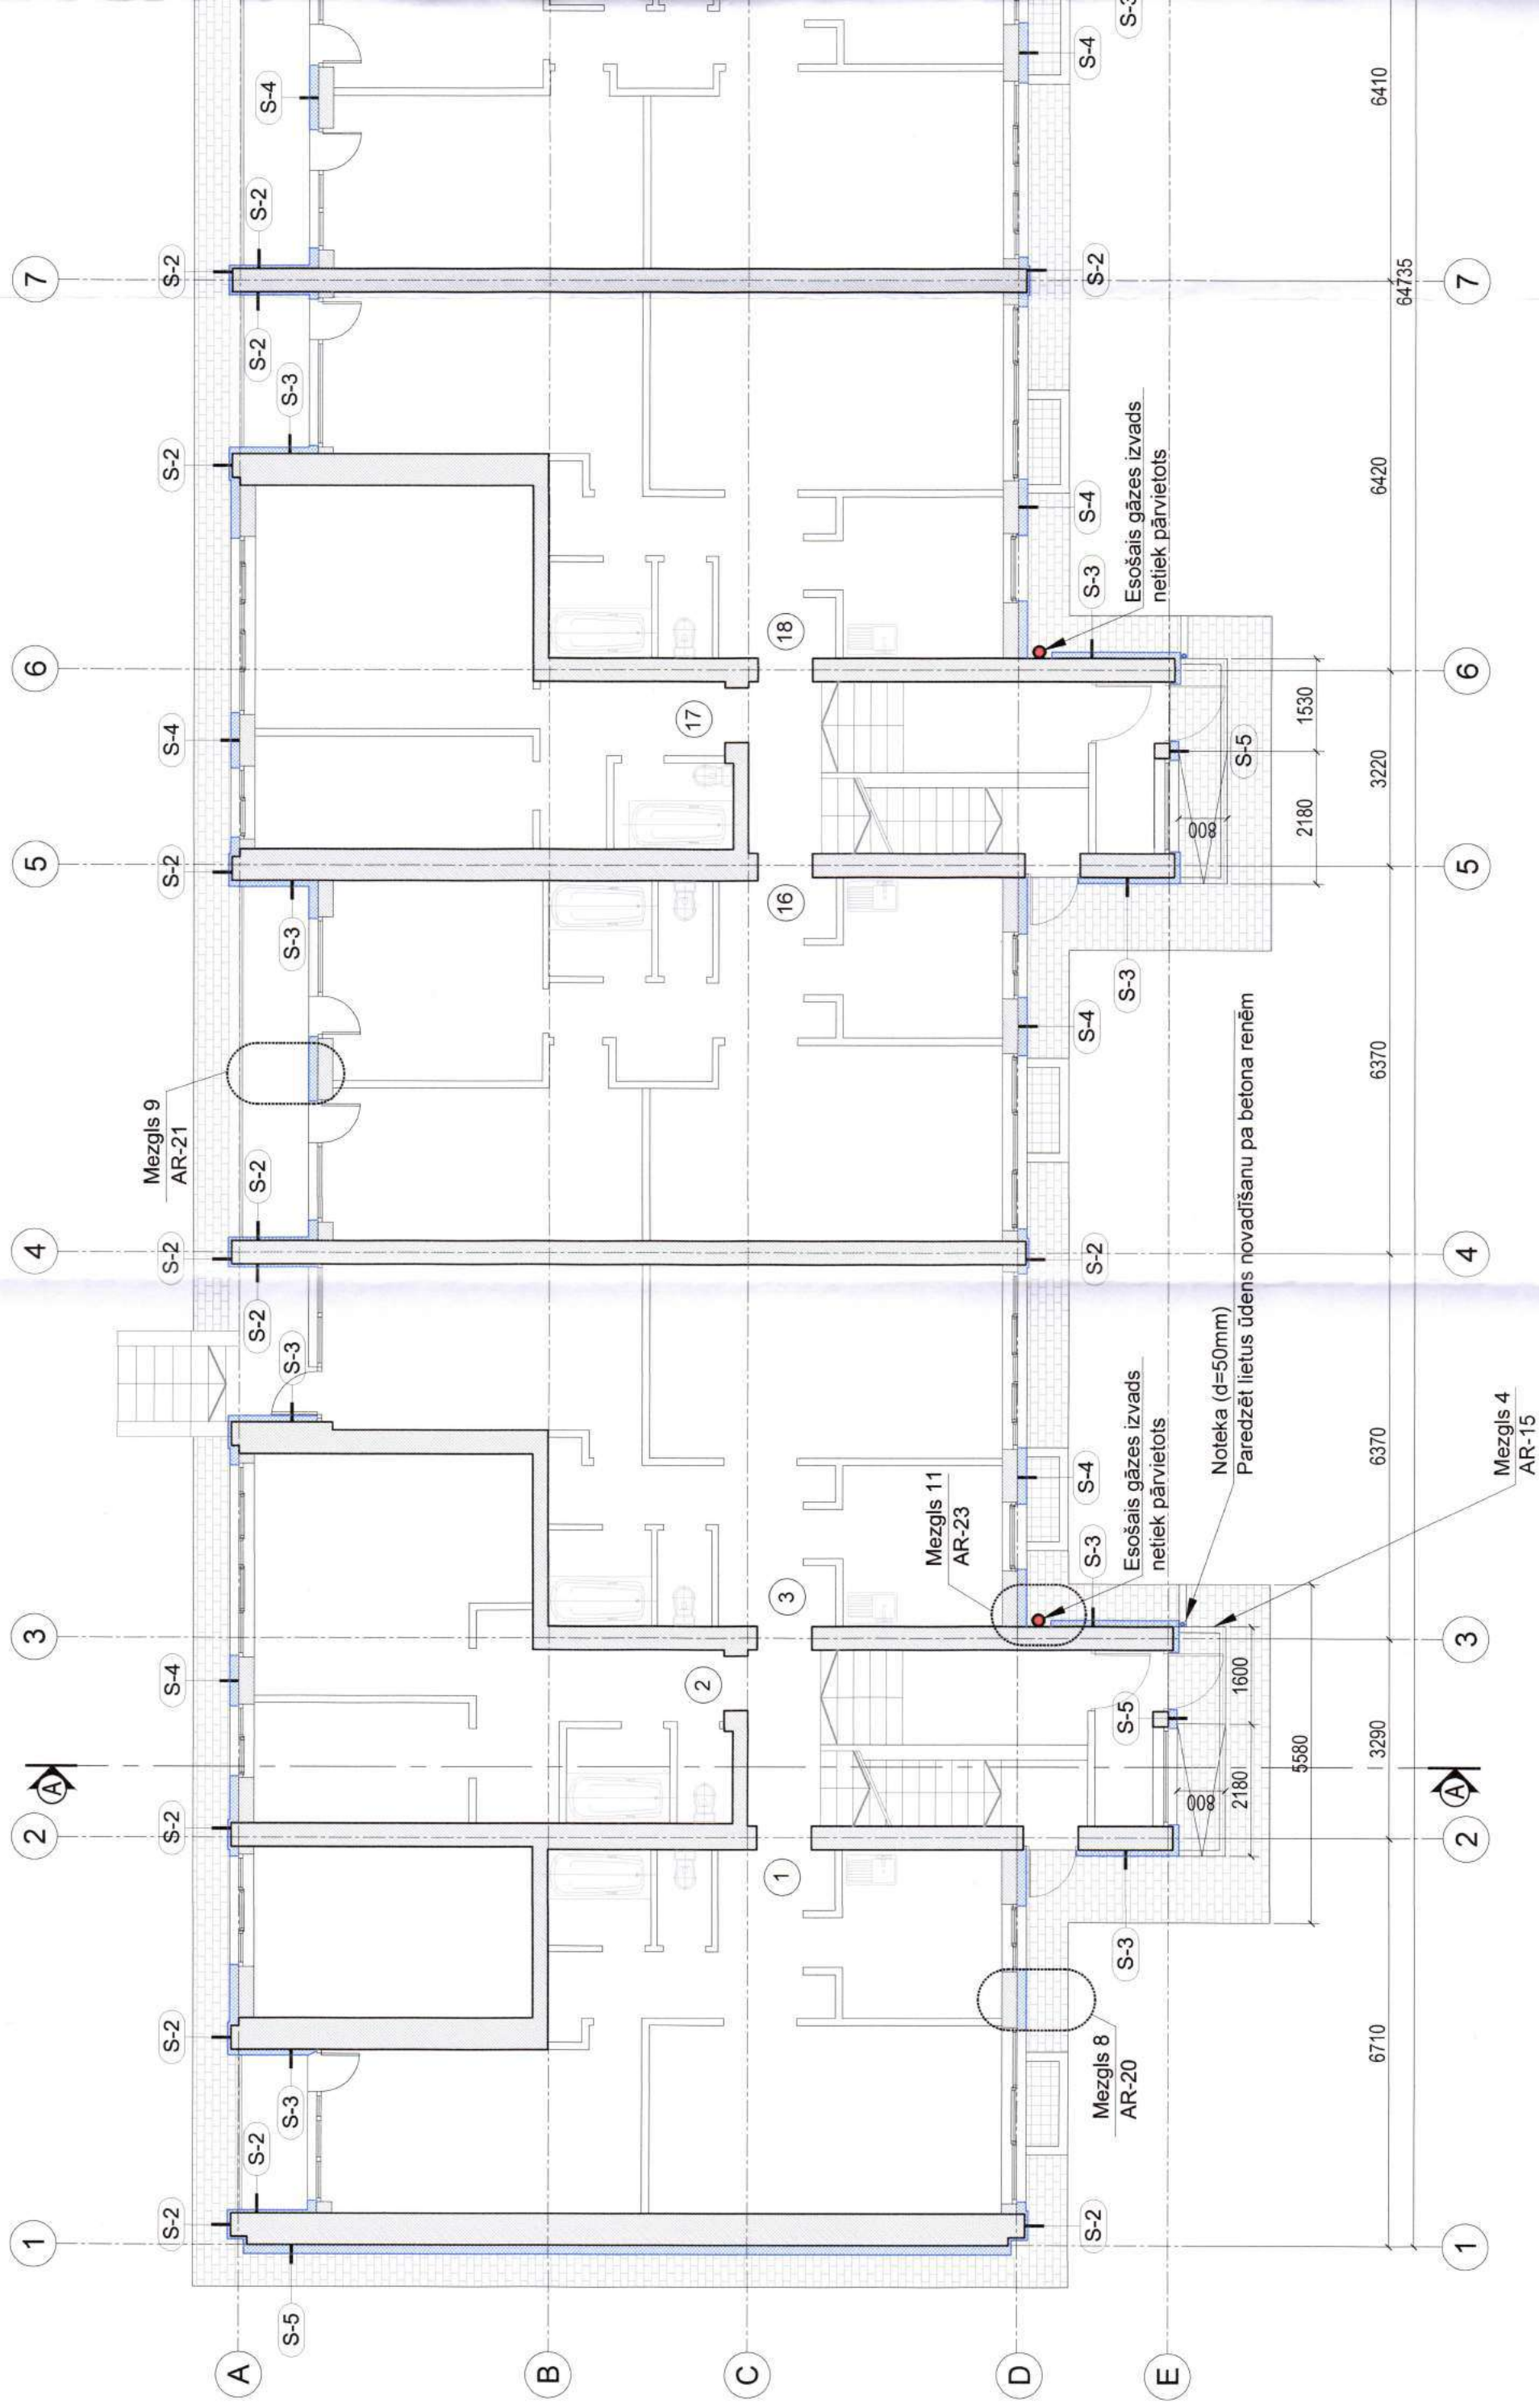 1
2
3
4
5
6
7
A
Mezgls 9
AR-21
S-2
S-2
S-2
S-4
S-2
S-2
S-4
S-2
S-2
A
S-2
S-2
S-2
S-2
S-2
S-4
S-5
S-3
S-3
S-3
S-3
B
2
17
C
1
3
16
18
Mezgls 11
AR-23
D
S-2
S-4
S-2
S-4
S-4
S-2
S-4
S-3
S-3
Mezgls 8
AR-20
S-3
S-5
S-3
S-3
Esošais gāzes izvads
netiek pārvietots
Esošais gāzes izvads
netiek pārvietots
E
800
800
Noteka (d=50mm)
Paredzēt lietus ūdens novadīšanu pa betona renēm
2180
1600
S-5
5580
2180
1530
6710
3290
6370
6370
3220
6420
6410
64735
A
1
2
3
4
5
6
7
Mezgls 4
AR-15